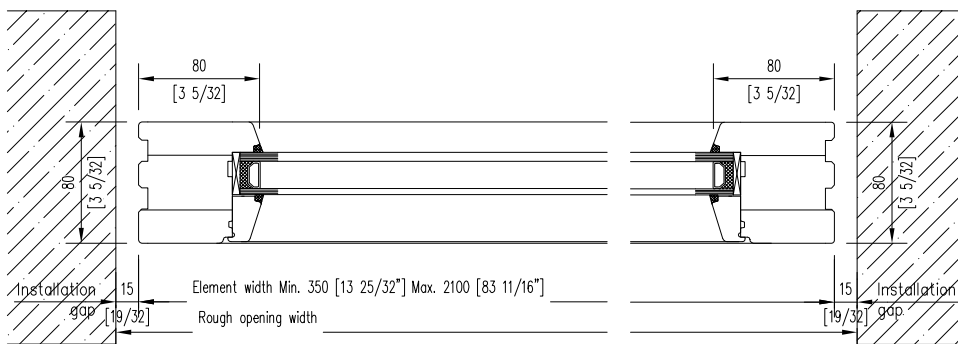 80
[3 5/32]
80
[3 5/32]
80
[3 5/32]
80
[3 5/32]
Installation
gap
15
[19/32]
Element width Min. 350 [13 25/32"] Max. 2100 [83 11/16"]
Rough opening width
15
[19/32]
Installation
gap